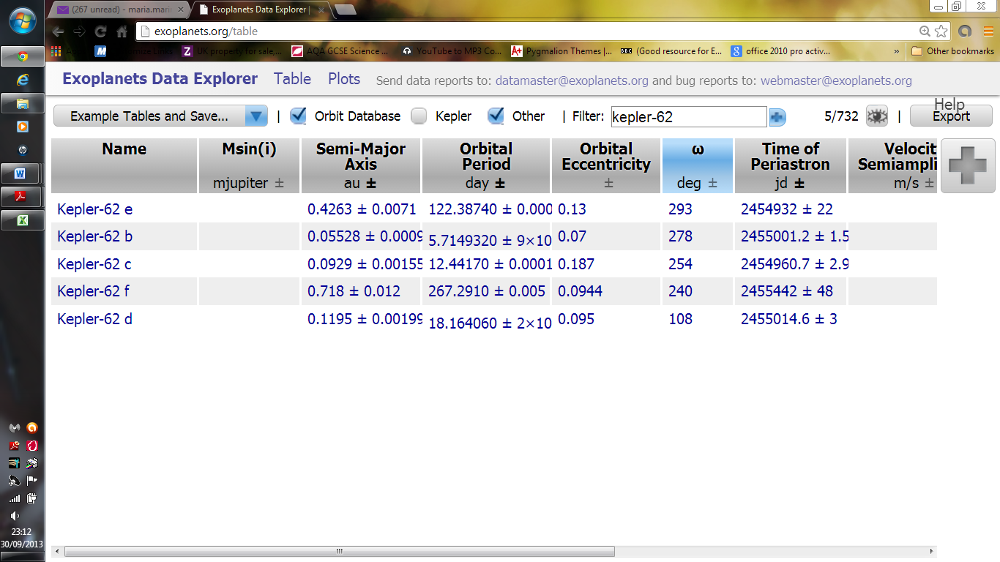 (267 unread) - maria.mari
Exoplanets Data Explorer |
exoplanets.org/table
UK property for sale,...
AQA GCSE Science ...
YouTube to MP3 Co...
Pygmalion Themes |...
BBC (Good resource for E...
office 2010 pro activ...
»
Other bookmarks
Exoplanets Data Explorer Table Plots Send data reports to: datamaster@exoplanets.org and bug reports to: webmaster@exoplanets.org
Help
Example Tables and Save... | Orbit Database Kepler Other | Filter: kepler-62 5/732 | Export
Name
Msin(i)
mjupiter ±
Semi-Major
Axis
au ±
Orbital
Period
day ±
Orbital
Eccentricity
±
ω
deg ±
Time of
Periastron
jd ±
Velocit
Semiampli
m/s ±
Kepler-62 e 0.4263 ± 0.0071 122.38740 ± 0.000 0.13 293 2454932 ± 22
Kepler-62 b 0.05528 ± 0.0009 5.7149320 ± 9×10 0.07 278 2455001.2 ± 1.5
Kepler-62 c 0.0929 ± 0.00155 12.44170 ± 0.0001 0.187 254 2454960.7 ± 2.9
Kepler-62 f 0.718 ± 0.012 267.2910 ± 0.005 0.0944 240 2455442 ± 48
Kepler-62 d 0.1195 ± 0.00199 18.164060 ± 2×10 0.095 108 2455014.6 ± 3
23:12
30/09/2013